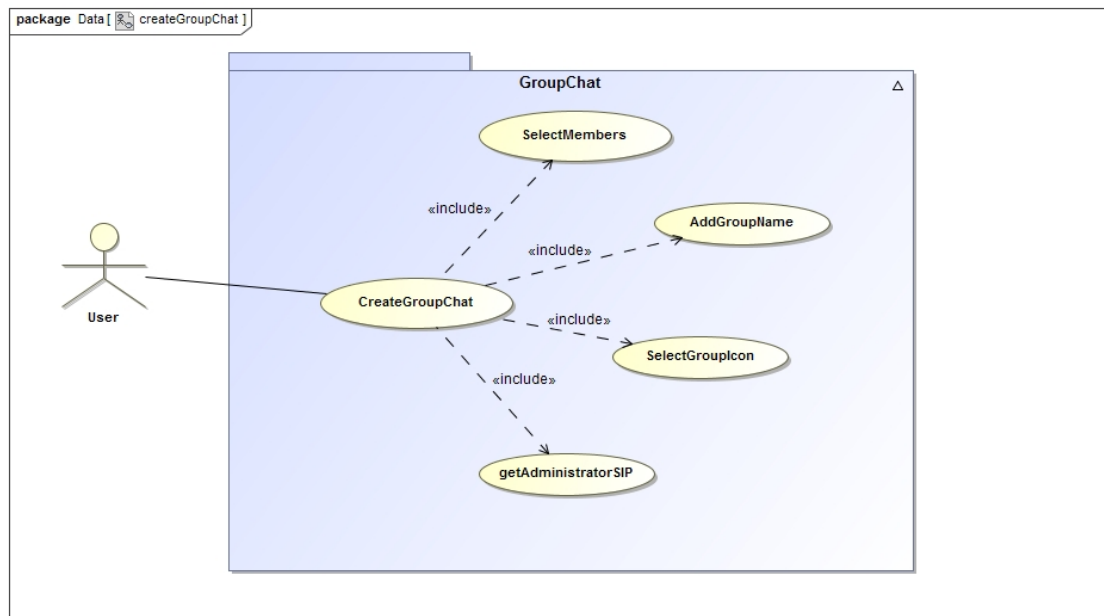 package Data [ createGroupChat ]
GroupChat
SelectMembers
«include»
AddGroupName
«include»
CreateGroupChat
User
«include»
SelectGroupIcon
«include»
getAdministratorSIP